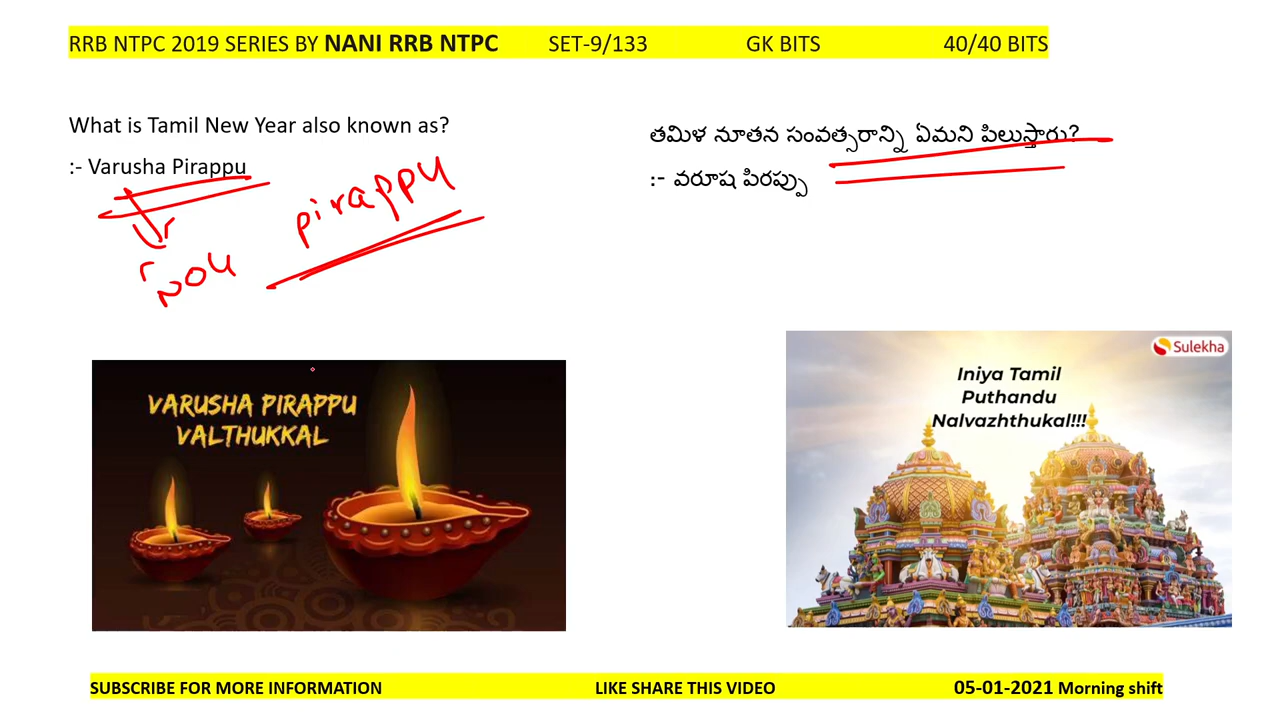 RRB NTPC 2019 SERIES BY NANI RRB NTPC SET-9/133 GK BITS 40/40 BITS
What is Tamil New Year also known as?
:- Varusha Pirappu
pirappu
తమిళ నూతన సంవత్సరాన్ని ఏమని పిలుస్తారు?
:- వరూష పిరప్పు
VARUSHA PIRAPPU
VALTHUKKAL
Sulekha
Iniya Tamil
Puthandu
Nalvazhthukal!!!
SUBSCRIBE FOR MORE INFORMATION LIKE SHARE THIS VIDEO 05-01-2021 Morning shift